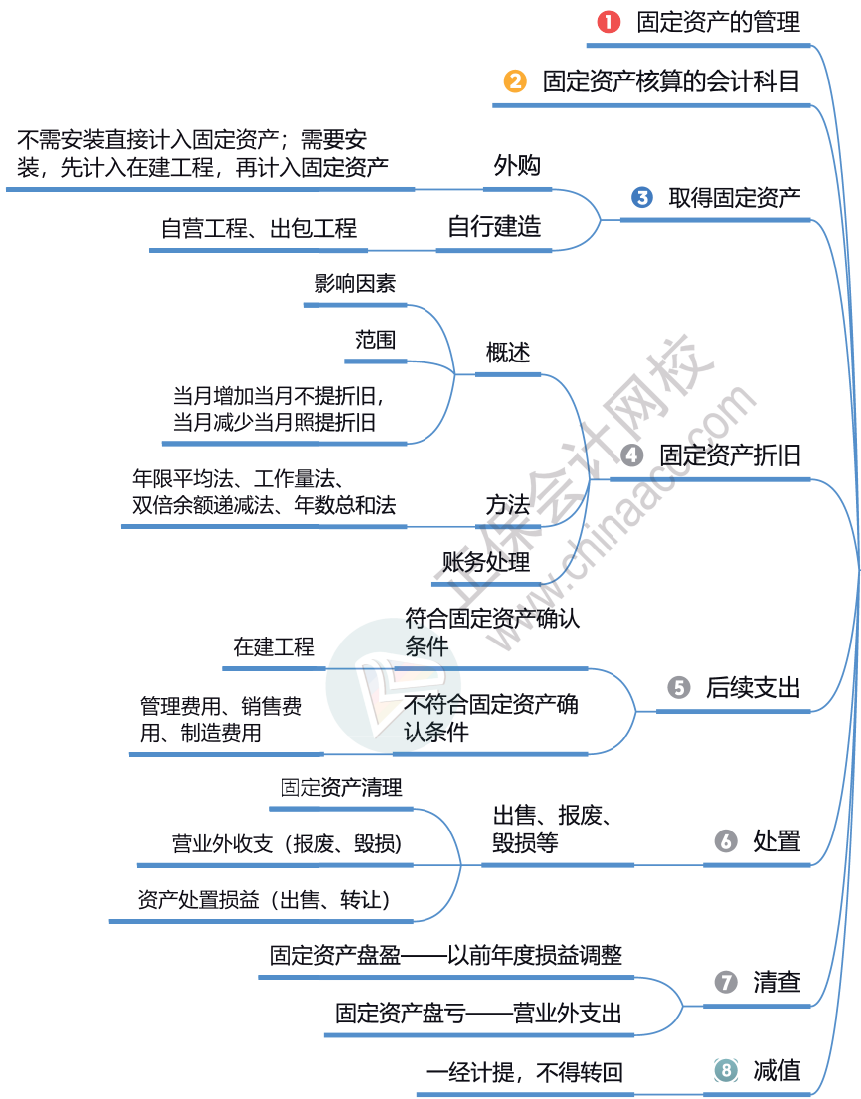 ❶ 固定资产的管理
❷ 固定资产核算的会计科目
❸ 取得固定资产
外购
不需安装直接计入固定资产；需要安
装，先计入在建工程，再计入固定资产
自行建造
自营工程、出包工程
❹ 固定资产折旧
概述
影响因素
范围
当月增加当月不提折旧，
当月减少当月照提折旧
方法
年限平均法、工作量法、
双倍余额递减法、年数总和法
账务处理
❺ 后续支出
符合固定资产确认
条件
在建工程
不符合固定资产确
认条件
管理费用、销售费
用、制造费用
❻ 处置
出售、报废、
毁损等
固定资产清理
营业外收支（报废、毁损）
资产处置损益（出售、转让）
❼ 清查
固定资产盘盈——以前年度损益调整
固定资产盘亏——营业外支出
❽ 减值
一经计提，不得转回
正保会计网校
www.chinaacc.com